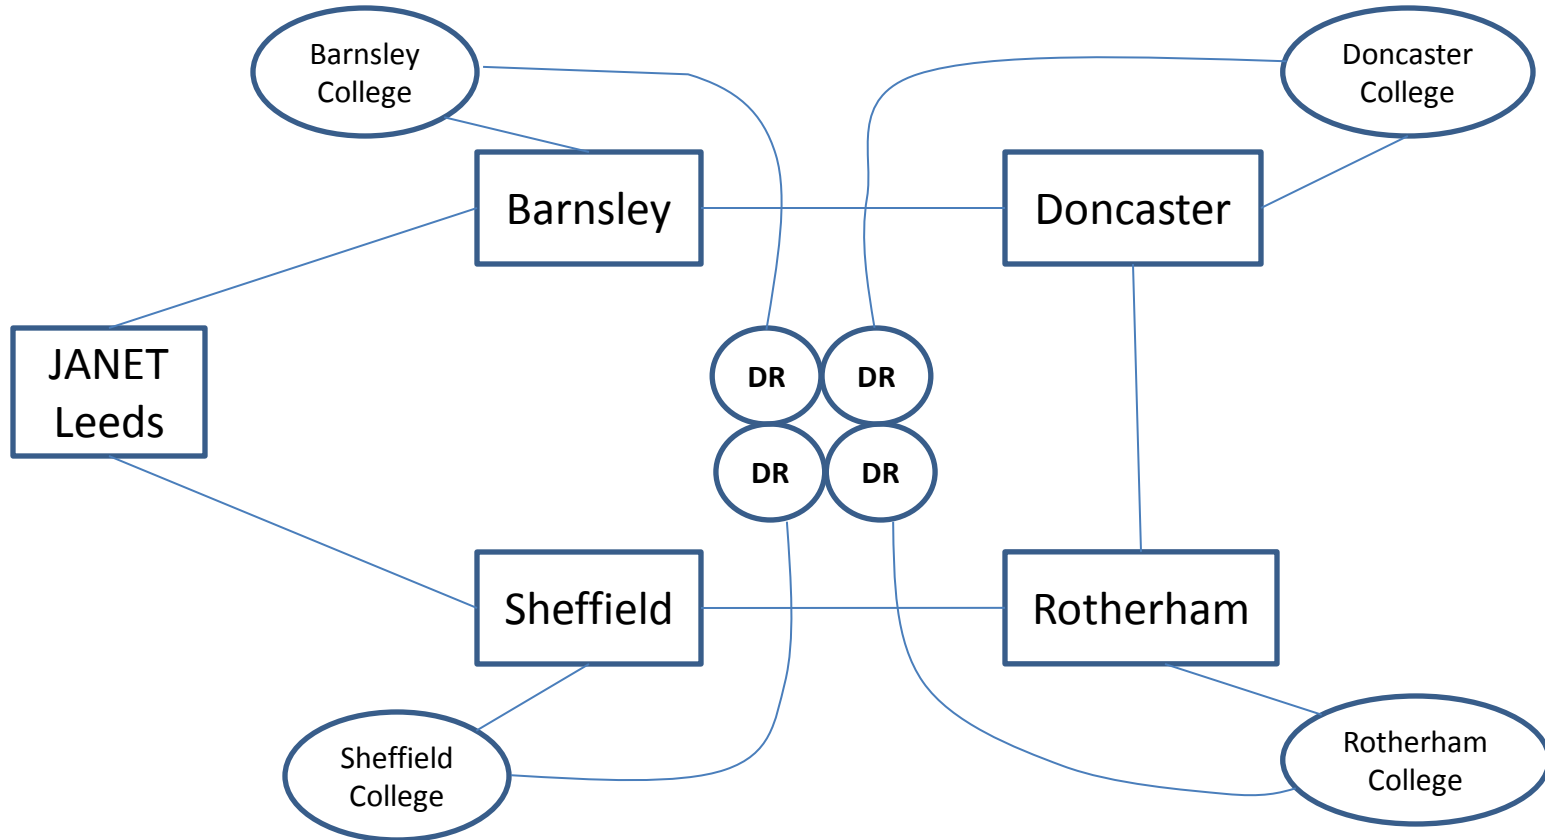 Barnsley
College
Doncaster
College
Barnsley
Doncaster
JANET
Leeds
DR
DR
DR
DR
Sheffield
Rotherham
Sheffield
College
Rotherham
College